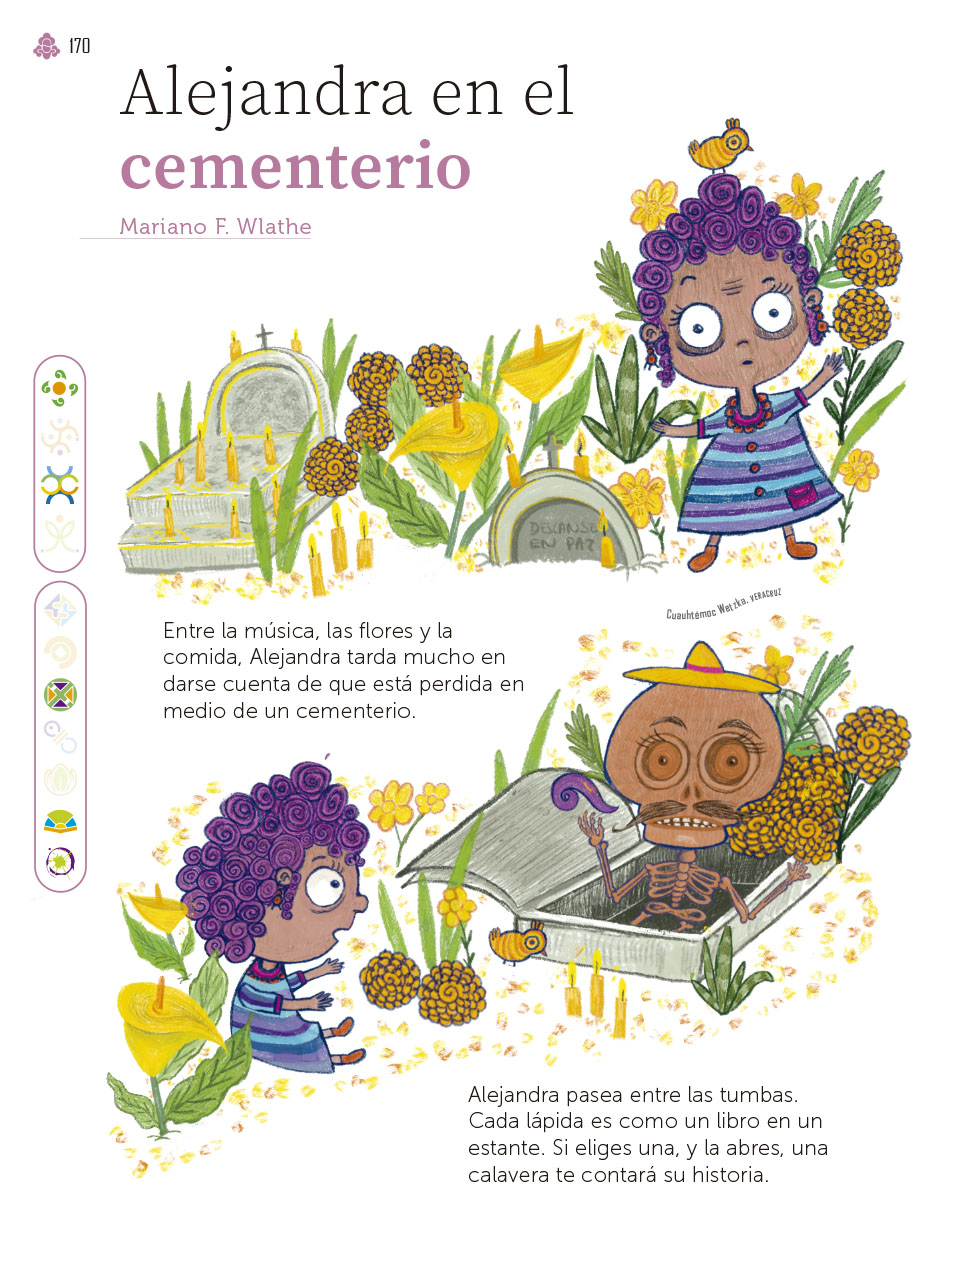 170
Alejandra en el
cementerio
Mariano F. Wlathe
DESCANSE
EN PAZ
Cuauhtémoc Wetzka, VERACRUZ
Entre la música, las flores y la
comida, Alejandra tarda mucho en
darse cuenta de que está perdida en
medio de un cementerio.
Alejandra pasea entre las tumbas.
Cada lápida es como un libro en un
estante. Si eliges una, y la abres, una
calavera te contará su historia.